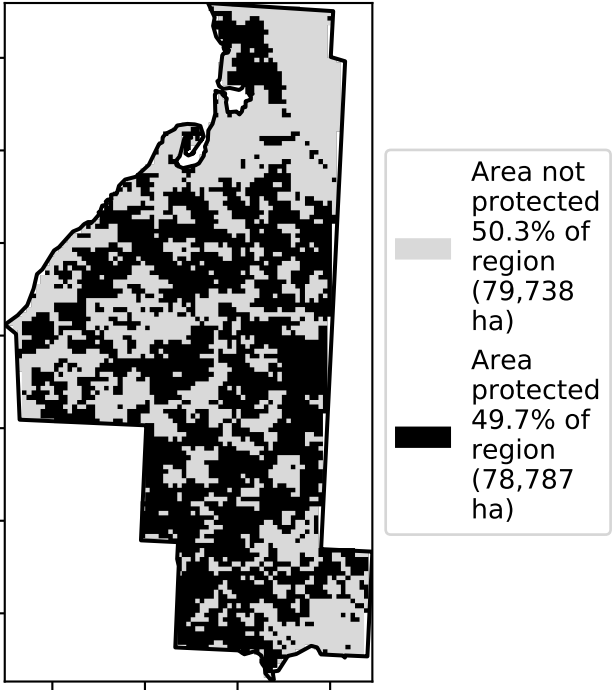 Area not
protected
50.3% of
region
(79,738
ha)
Area
protected
49.7% of
region
(78,787
ha)